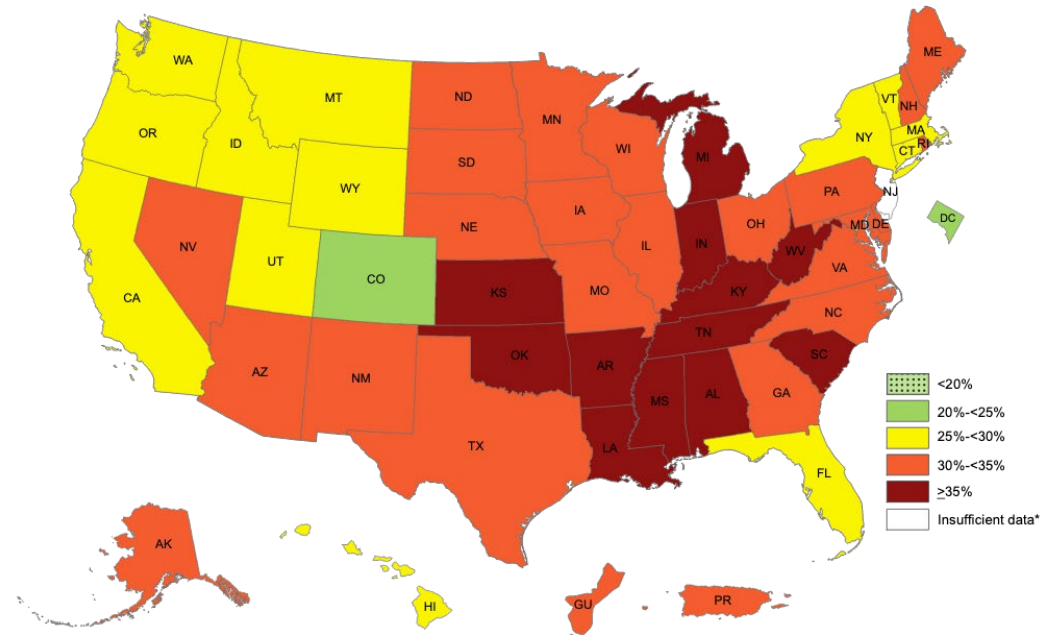 WA
MT
ND
MN
ME
VT
NH
OR
ID
SD
WI
MI
NY
MA
CT
RI
WY
NE
IA
PA
NJ
NV
UT
CO
IL
IN
OH
MD
DE
DC
CA
KS
MO
WV
VA
KY
AZ
NM
OK
AR
TN
NC
SC
MS
AL
GA
TX
LA
FL
AK
HI
GU
PR
<20%
20%-<25%
25%-<30%
30%-<35%
≥35%
Insufficient data*